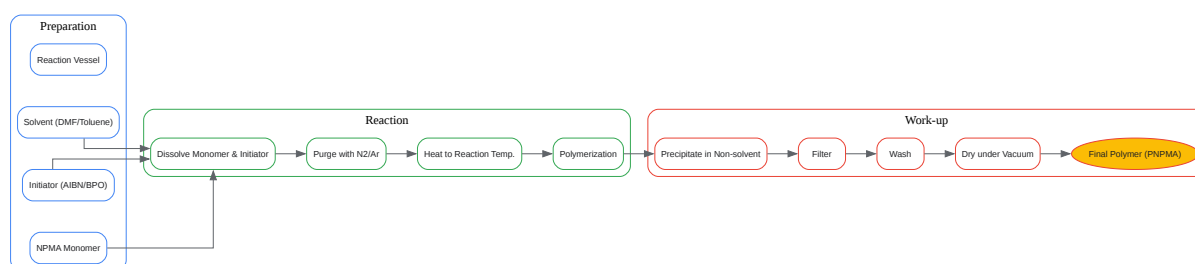 Preparation
Reaction Vessel
Solvent (DMF/Toluene)
Initiator (AIBN/BPO)
NPMA Monomer
Reaction
Dissolve Monomer & Initiator
Purge with N2/Ar
Heat to Reaction Temp.
Polymerization
Work-up
Precipitate in Non-solvent
Filter
Wash
Dry under Vacuum
Final Polymer (PNPMA)